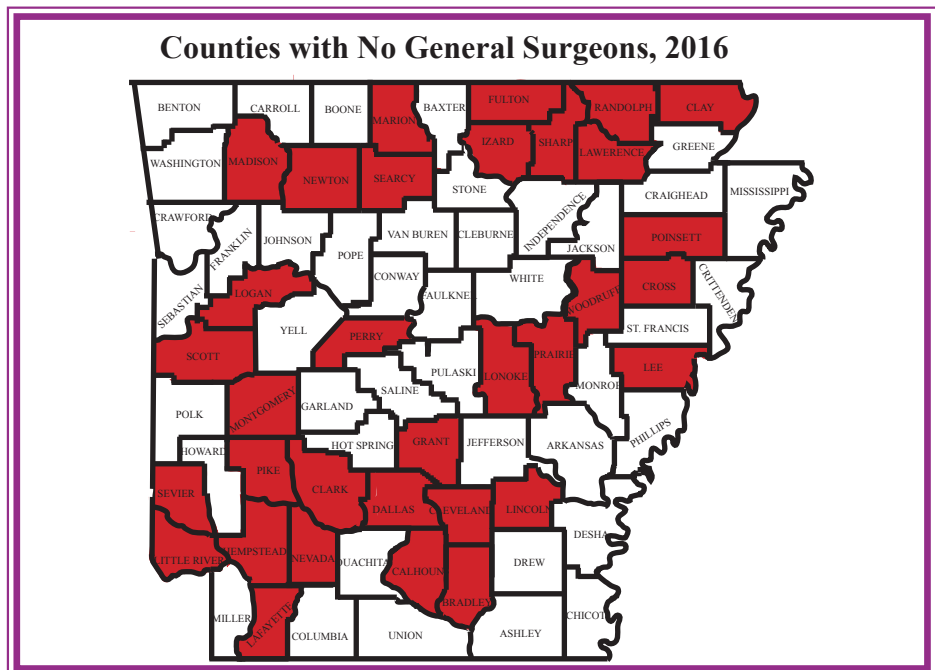 Counties with No General Surgeons, 2016
BENTON
CARROLL
BOONE
MARION
BAXTER
FULTON
RANDOLPH
CLAY
IZARD
SHARP
LAWERENCE
GREENE
WASHINGTON
MADISON
NEWTON
SEARCY
STONE
INDEPENDENCE
CRAIGHEAD
MISSISSIPPI
CRAWFORD
FRANKLIN
JOHNSON
POPE
VAN BUREN
CLEBURNE
JACKSON
POINSETT
SEBASTIAN
LOGAN
CONWAY
FAULKNER
WHITE
WOODRUFF
CROSS
CRITTENDEN
YELL
ST. FRANCIS
SCOTT
PERRY
PULASKI
LONOKE
PRAIRIE
MONROE
LEE
POLK
MONTGOMERY
GARLAND
SALINE
HOWARD
HOT SPRING
GRANT
JEFFERSON
ARKANSAS
PHILLIPS
SEVIER
PIKE
CLARK
DALLAS
CLEVELAND
LINCOLN
DESHA
LITTLE RIVER
HEMPSTEAD
NEVADA
OUACHITA
CALHOUN
BRADLEY
DREW
MILLER
LAFAYETTE
COLUMBIA
UNION
ASHLEY
CHICOT